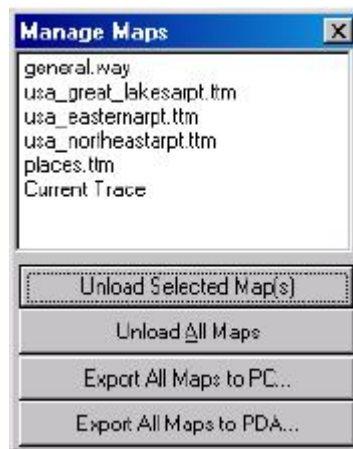 Manage Maps
general.way
usa_great_lakesarpt.ttm
usa_easternarpt.ttm
usa_northeastarpt.ttm
places.ttm
Current Trace
Unload Selected Map(s)
Unload All Maps
Export All Maps to PC...
Export All Maps to PDA...